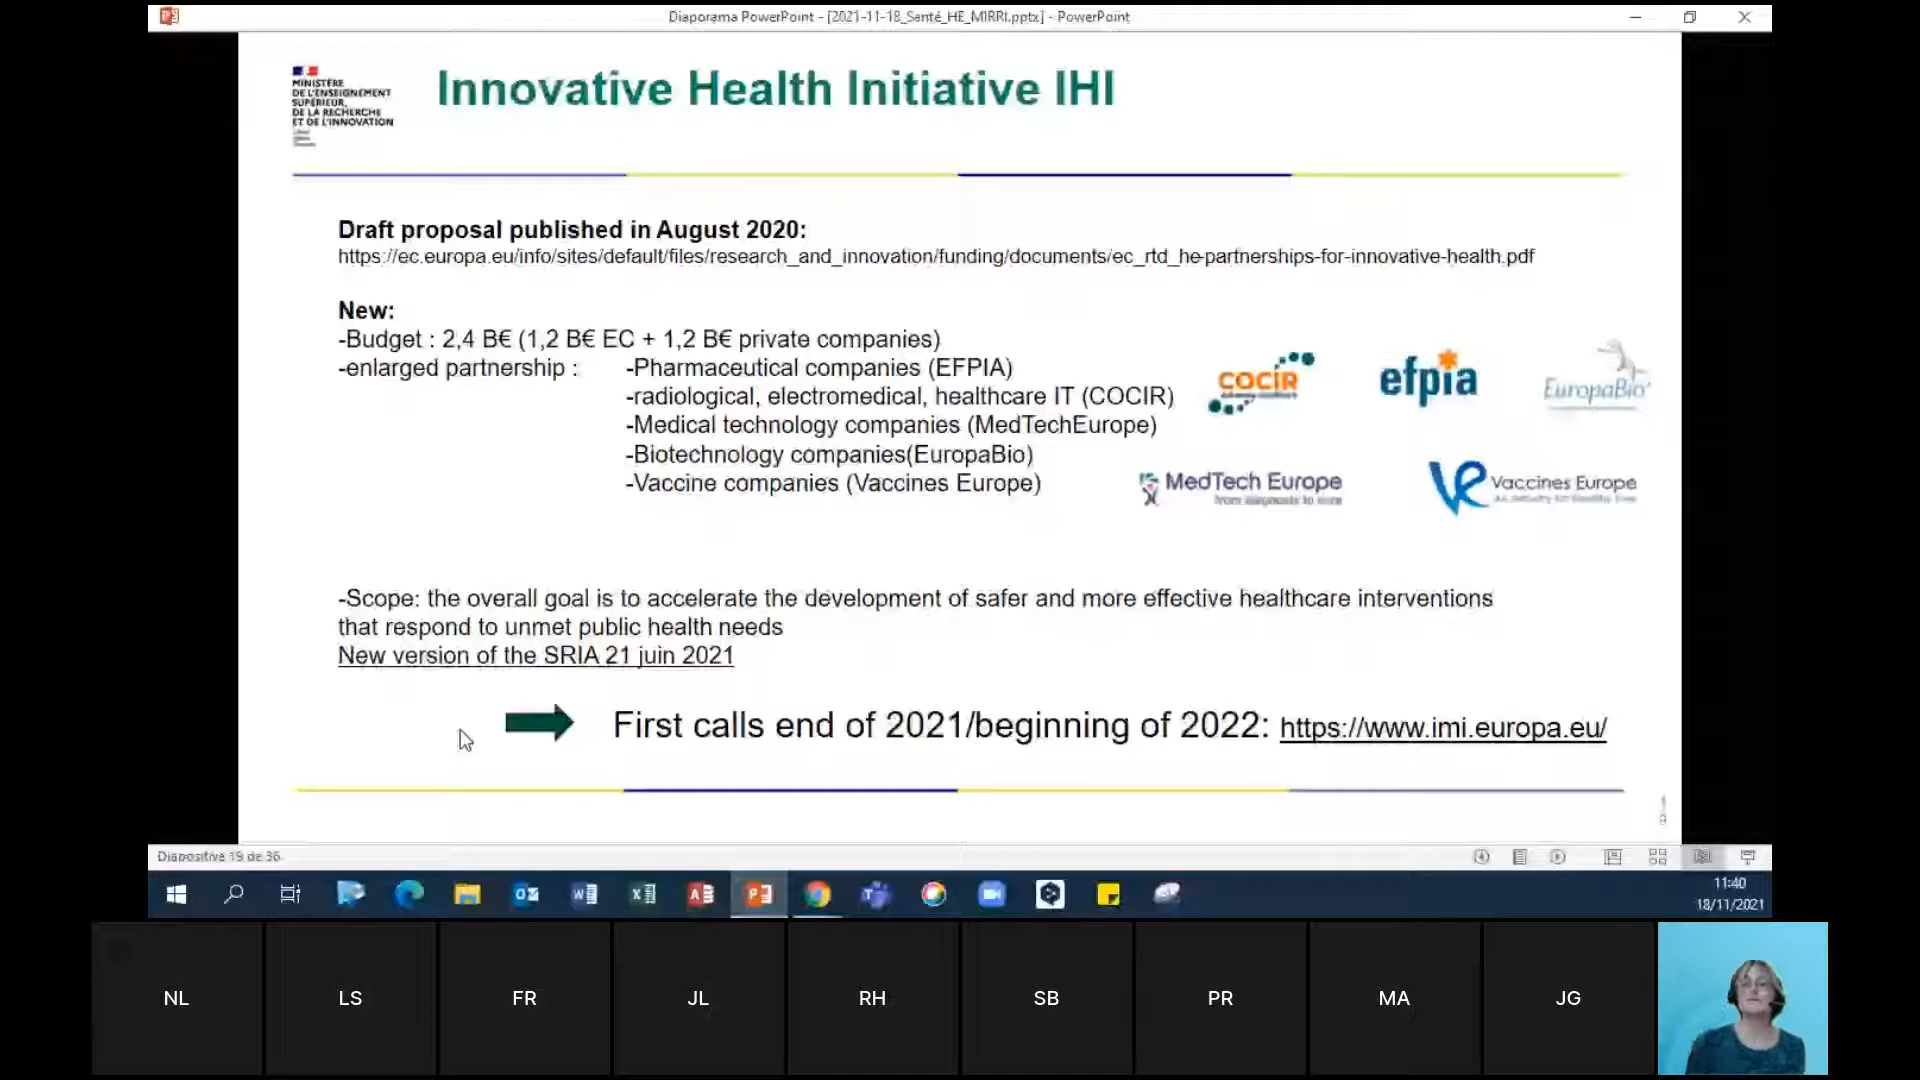 Diaporama PowerPoint - [2021-11-18_Santé_HE_MIRRI.pptx] - PowerPoint
MINISTÈRE
DE L'ENSEIGNEMENT
SUPÉRIEUR,
DE LA RECHERCHE
ET DE L'INNOVATION
Innovative Health Initiative IHI
Draft proposal published in August 2020:
https://ec.europa.eu/info/sites/default/files/research_and_innovation/funding/documents/ec_rtd_he-partnerships-for-innovative-health.pdf
New:
-Budget : 2,4 B€ (1,2 B€ EC + 1,2 B€ private companies)
-enlarged partnership : -Pharmaceutical companies (EFPIA)
-radiological, electromedical, healthcare IT (COCIR)
-Medical technology companies (MedTechEurope)
-Biotechnology companies(EuropaBio)
-Vaccine companies (Vaccines Europe)
COCIR
efpia
EuropaBio
MedTech Europe
from diagnosis to cure
Vaccines Europe
-Scope: the overall goal is to accelerate the development of safer and more effective healthcare interventions
that respond to unmet public health needs
New version of the SRIA 21 juin 2021
First calls end of 2021/beginning of 2022: https://www.imi.europa.eu/
Diapositive 19 de 36
11:40
18/11/2021
NL
LS
FR
JL
RH
SB
PR
MA
JG